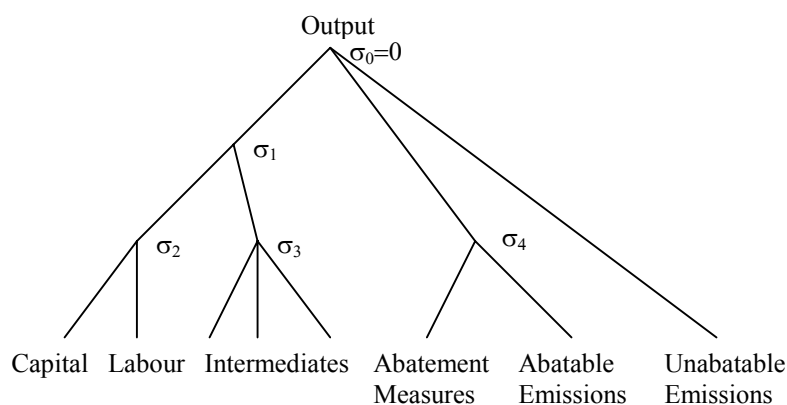 Output
σ0=0
σ1
σ2
σ3
σ4
Capital Labour Intermediates Abatement Abatable Unabatable
Measures Emissions Emissions